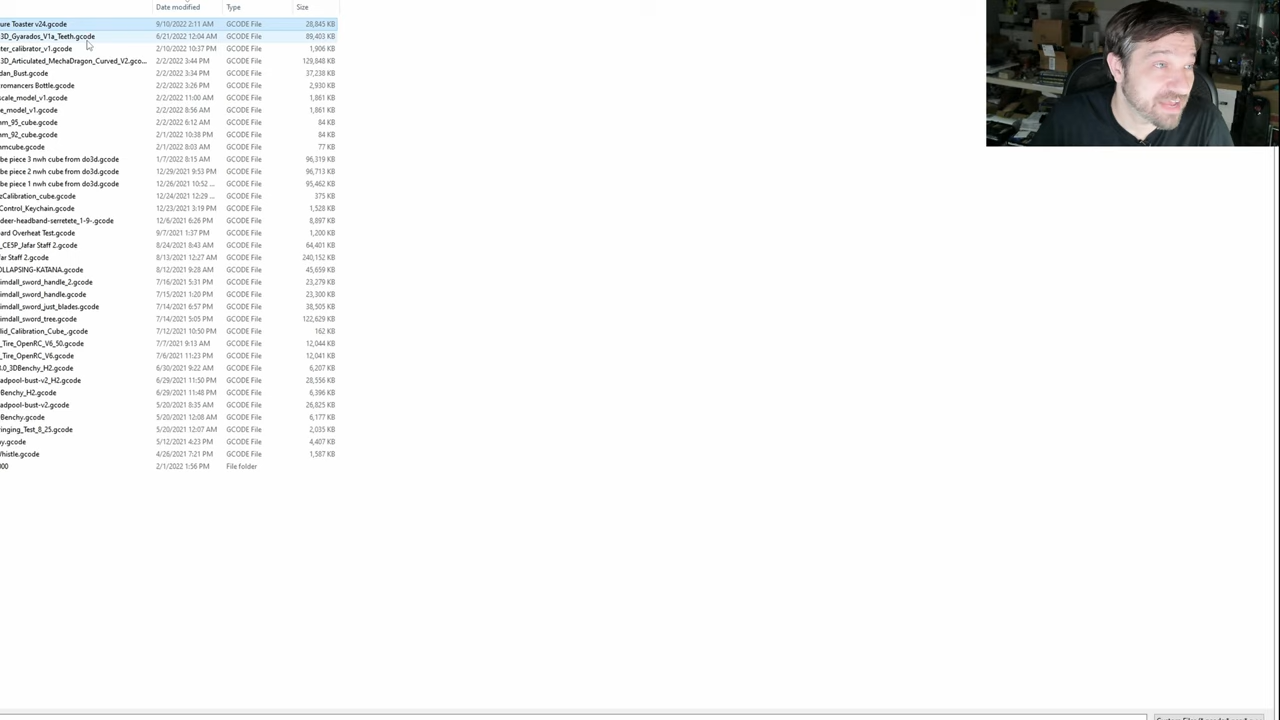 Date modified Type Size
ure Toaster v24.gcode 9/10/2022 2:11 AM GCODE File 28,845 KB
3D_Gyarados_V1a_Teeth.gcode 6/21/2022 12:04 AM GCODE File 89,403 KB
ter_calibrator_v1.gcode 2/10/2022 10:37 PM GCODE File 1,906 KB
3D_Articulated_MechaDragon_Curved_V2.gco... 2/2/2022 3:44 PM GCODE File 129,848 KB
dan_Bust.gcode 2/2/2022 3:34 PM GCODE File 37,238 KB
romancers Bottle.gcode 2/2/2022 3:26 PM GCODE File 2,930 KB
scale_model_v1.gcode 2/2/2022 11:00 AM GCODE File 1,861 KB
e_model_v1.gcode 2/2/2022 8:56 AM GCODE File 1,861 KB
nm_95_cube.gcode 2/2/2022 6:12 AM GCODE File 84 KB
nm_92_cube.gcode 2/1/2022 10:38 PM GCODE File 84 KB
nmcube.gcode 2/1/2022 8:03 AM GCODE File 77 KB
be piece 3 nwh cube from do3d.gcode 1/7/2022 8:15 AM GCODE File 96,319 KB
be piece 2 nwh cube from do3d.gcode 12/29/2021 9:53 PM GCODE File 96,713 KB
be piece 1 nwh cube from do3d.gcode 12/26/2021 10:52 ... GCODE File 95,462 KB
zCalibration_cube.gcode 12/24/2021 12:29 ... GCODE File 375 KB
Control_Keychain.gcode 12/23/2021 3:19 PM GCODE File 1,528 KB
deer-headband-serretete_1-9-.gcode 12/6/2021 6:26 PM GCODE File 8,897 KB
ard Overheat Test.gcode 9/7/2021 1:37 PM GCODE File 1,200 KB
_CE5P_Jafar Staff 2.gcode 8/24/2021 8:43 AM GCODE File 64,401 KB
far Staff 2.gcode 8/13/2021 12:27 AM GCODE File 240,152 KB
OLLAPSING-KATANA.gcode 8/12/2021 9:28 AM GCODE File 45,659 KB
imdall_sword_handle_2.gcode 7/16/2021 5:31 PM GCODE File 23,279 KB
imdall_sword_handle.gcode 7/15/2021 1:20 PM GCODE File 23,300 KB
imdall_sword_just_blades.gcode 7/14/2021 6:57 PM GCODE File 38,505 KB
imdall_sword_tree.gcode 7/14/2021 5:05 PM GCODE File 122,629 KB
lid_Calibration_Cube_.gcode 7/12/2021 10:50 PM GCODE File 162 KB
_Tire_OpenRC_V6_50.gcode 7/7/2021 9:13 AM GCODE File 12,044 KB
_Tire_OpenRC_V6.gcode 7/6/2021 11:23 PM GCODE File 12,041 KB
8.0_3DBenchy_H2.gcode 6/30/2021 9:22 AM GCODE File 6,207 KB
adpool-bust-v2_H2.gcode 6/29/2021 11:50 PM GCODE File 28,556 KB
Benchy_H2.gcode 6/29/2021 11:48 PM GCODE File 6,396 KB
adpool-bust-v2.gcode 5/20/2021 8:35 AM GCODE File 26,825 KB
Benchy.gcode 5/20/2021 12:08 AM GCODE File 6,177 KB
ringing_Test_8_25.gcode 5/20/2021 12:07 AM GCODE File 2,035 KB
y.gcode 5/12/2021 4:23 PM GCODE File 4,407 KB
Whistle.gcode 4/26/2021 7:21 PM GCODE File 1,587 KB
000 2/1/2022 1:56 PM File folder